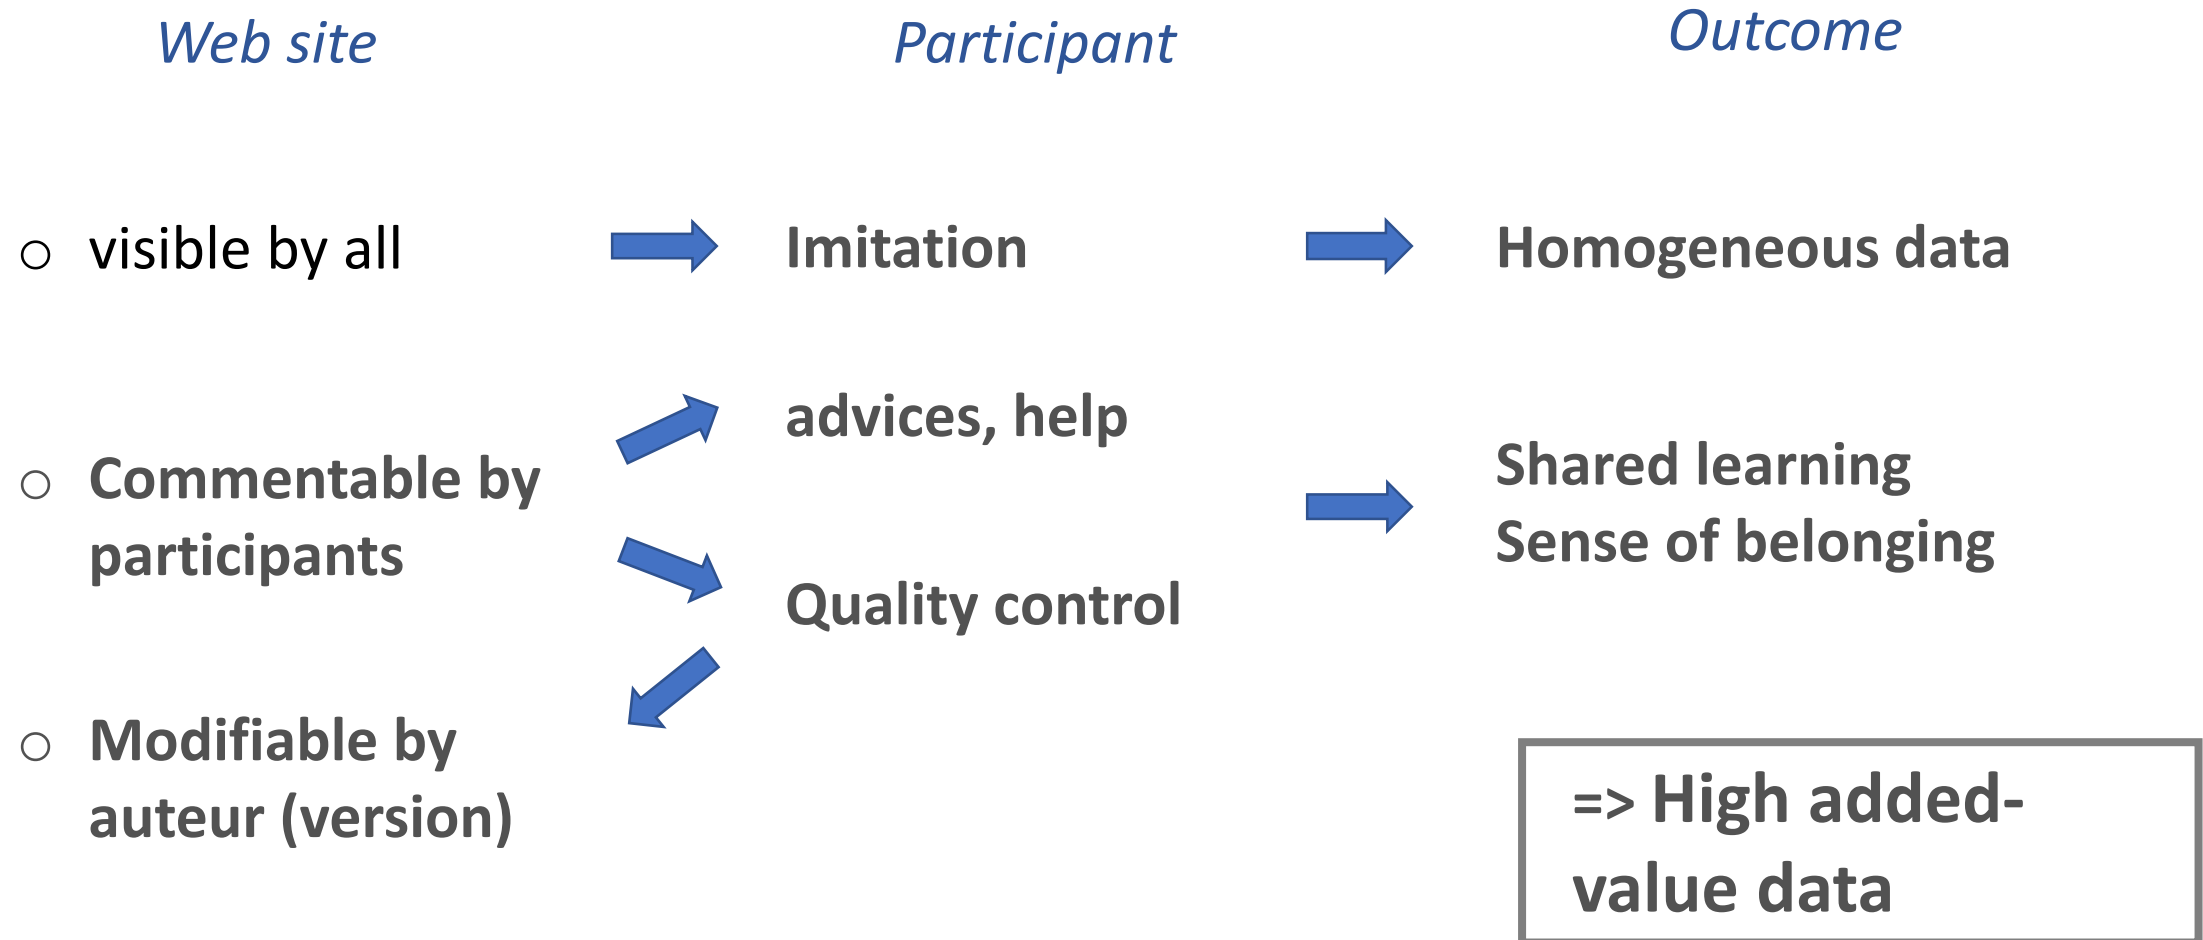 Web site
Participant
Outcome
visible by all
Imitation
Homogeneous data
Commentable by
participants
advices, help
Quality control
Shared learning
Sense of belonging
Modifiable by
auteur (version)
=> High added-
value data